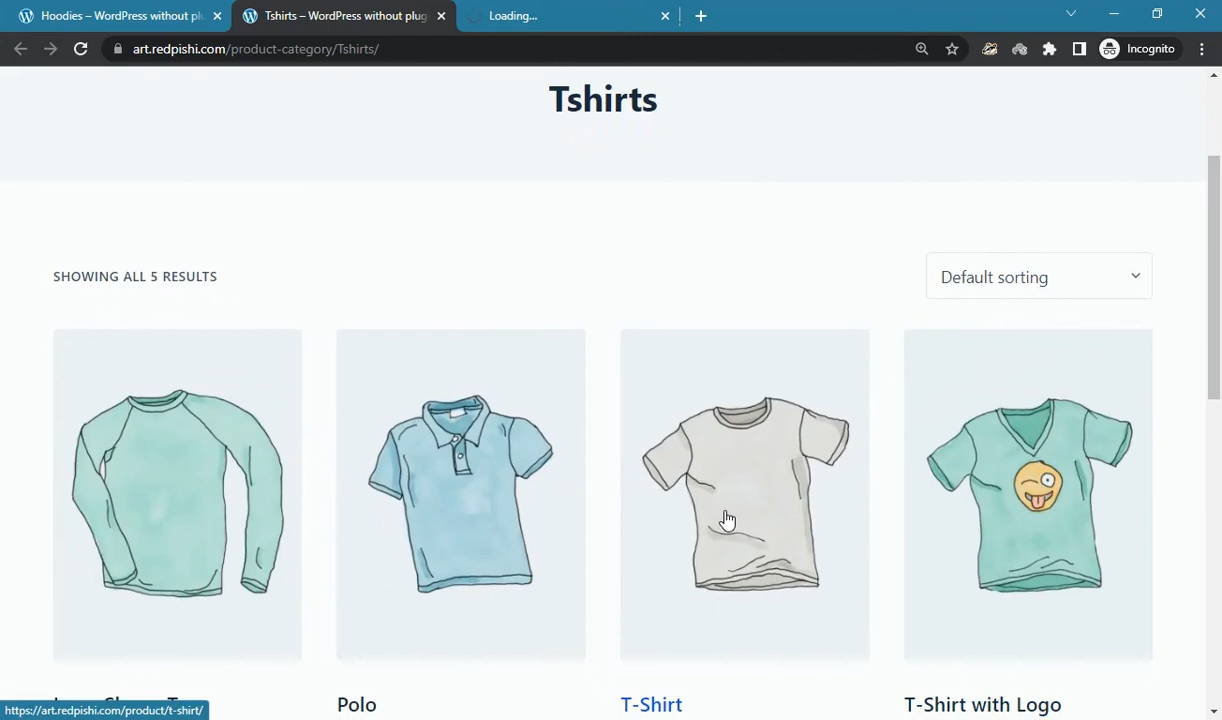 Hoodies – WordPress without plu
Tshirts – WordPress without plug
Loading...
art.redpishi.com/product-category/Tshirts/
Incognito
Tshirts
SHOWING ALL 5 RESULTS
Default sorting
Polo
T-Shirt
T-Shirt with Logo
https://art.redpishi.com/product/t-shirt/